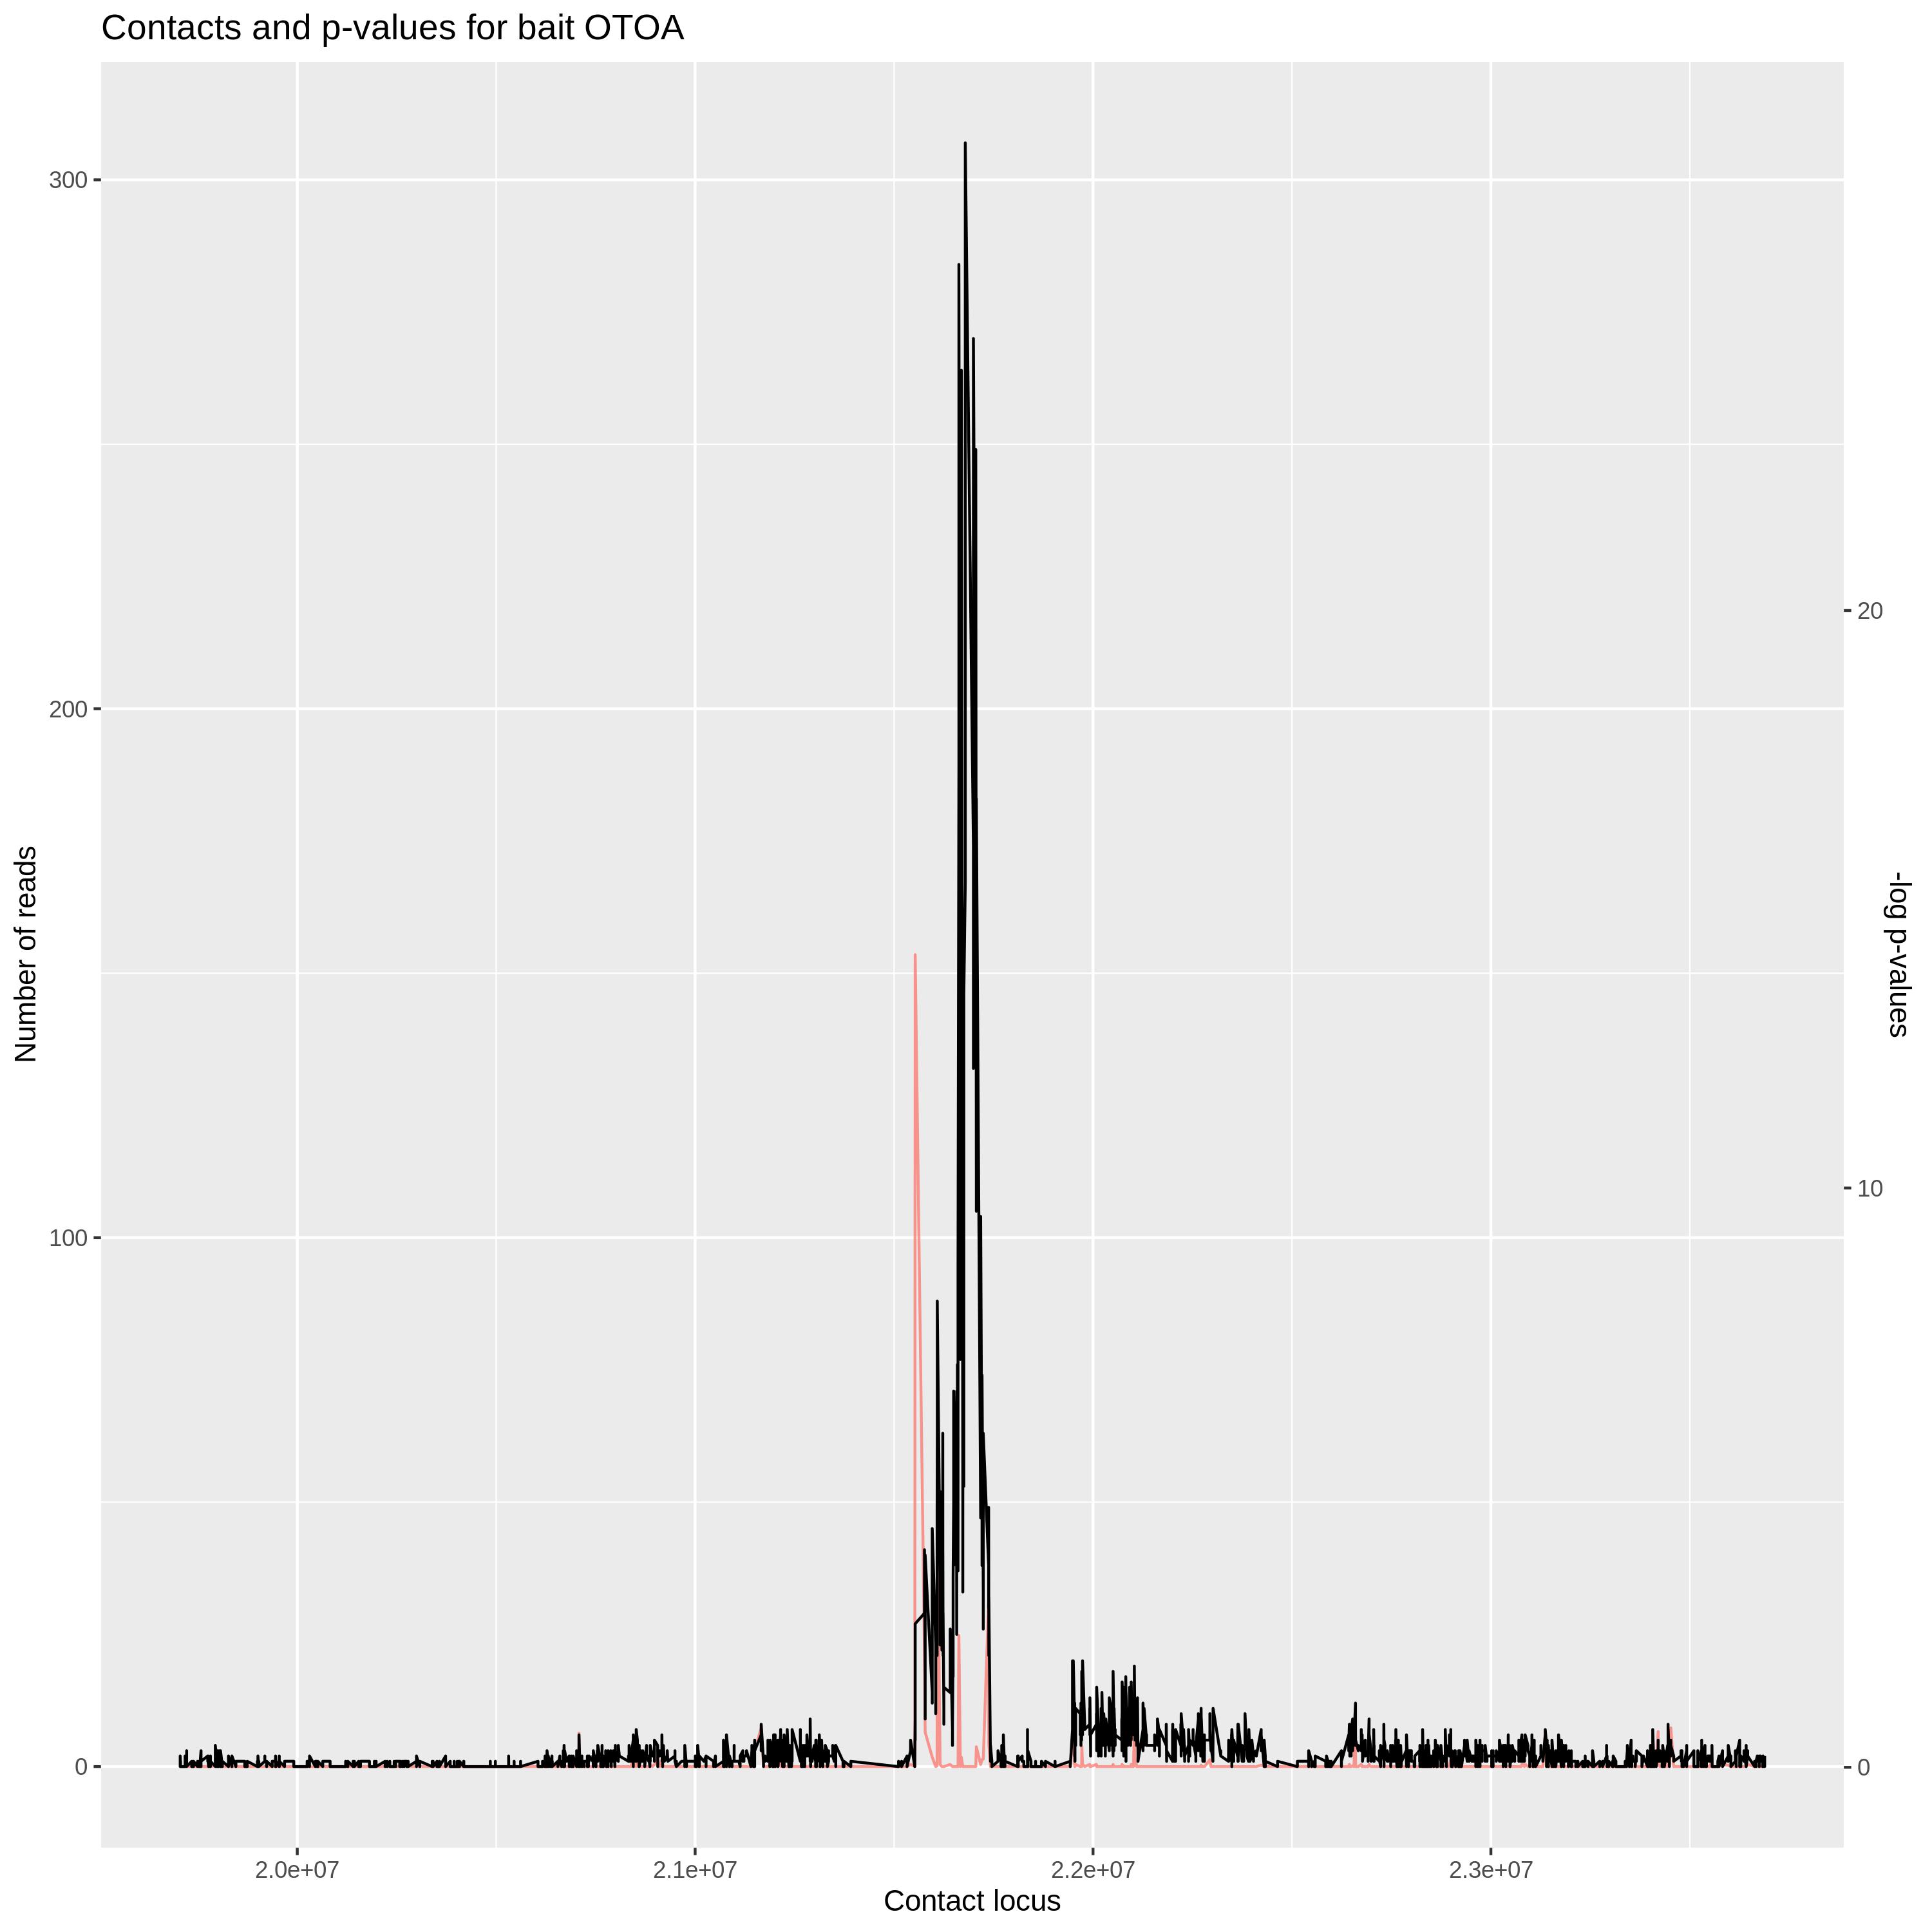 Contacts and p-values for bait OTOA
300
200
100
0
Number of reads
20
10
0
-log p-values
2.0e+07
2.1e+07
2.2e+07
2.3e+07
Contact locus